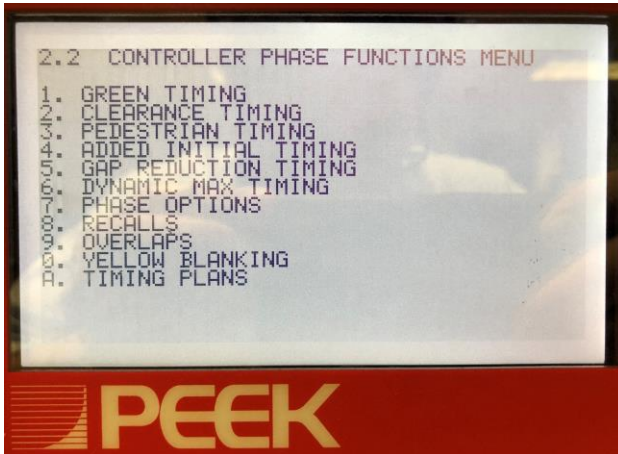 2.2 CONTROLLER PHASE FUNCTIONS MENU
1. GREEN TIMING
2. CLEARANCE TIMING
3. PEDESTRIAN TIMING
4. ADDED INITIAL TIMING
5. GAP REDUCTION TIMING
6. DYNAMIC MAX TIMING
7. PHASE OPTIONS
8. RECALLS
9. OVERLAPS
0. YELLOW BLANKING
A. TIMING PLANS
PEEK